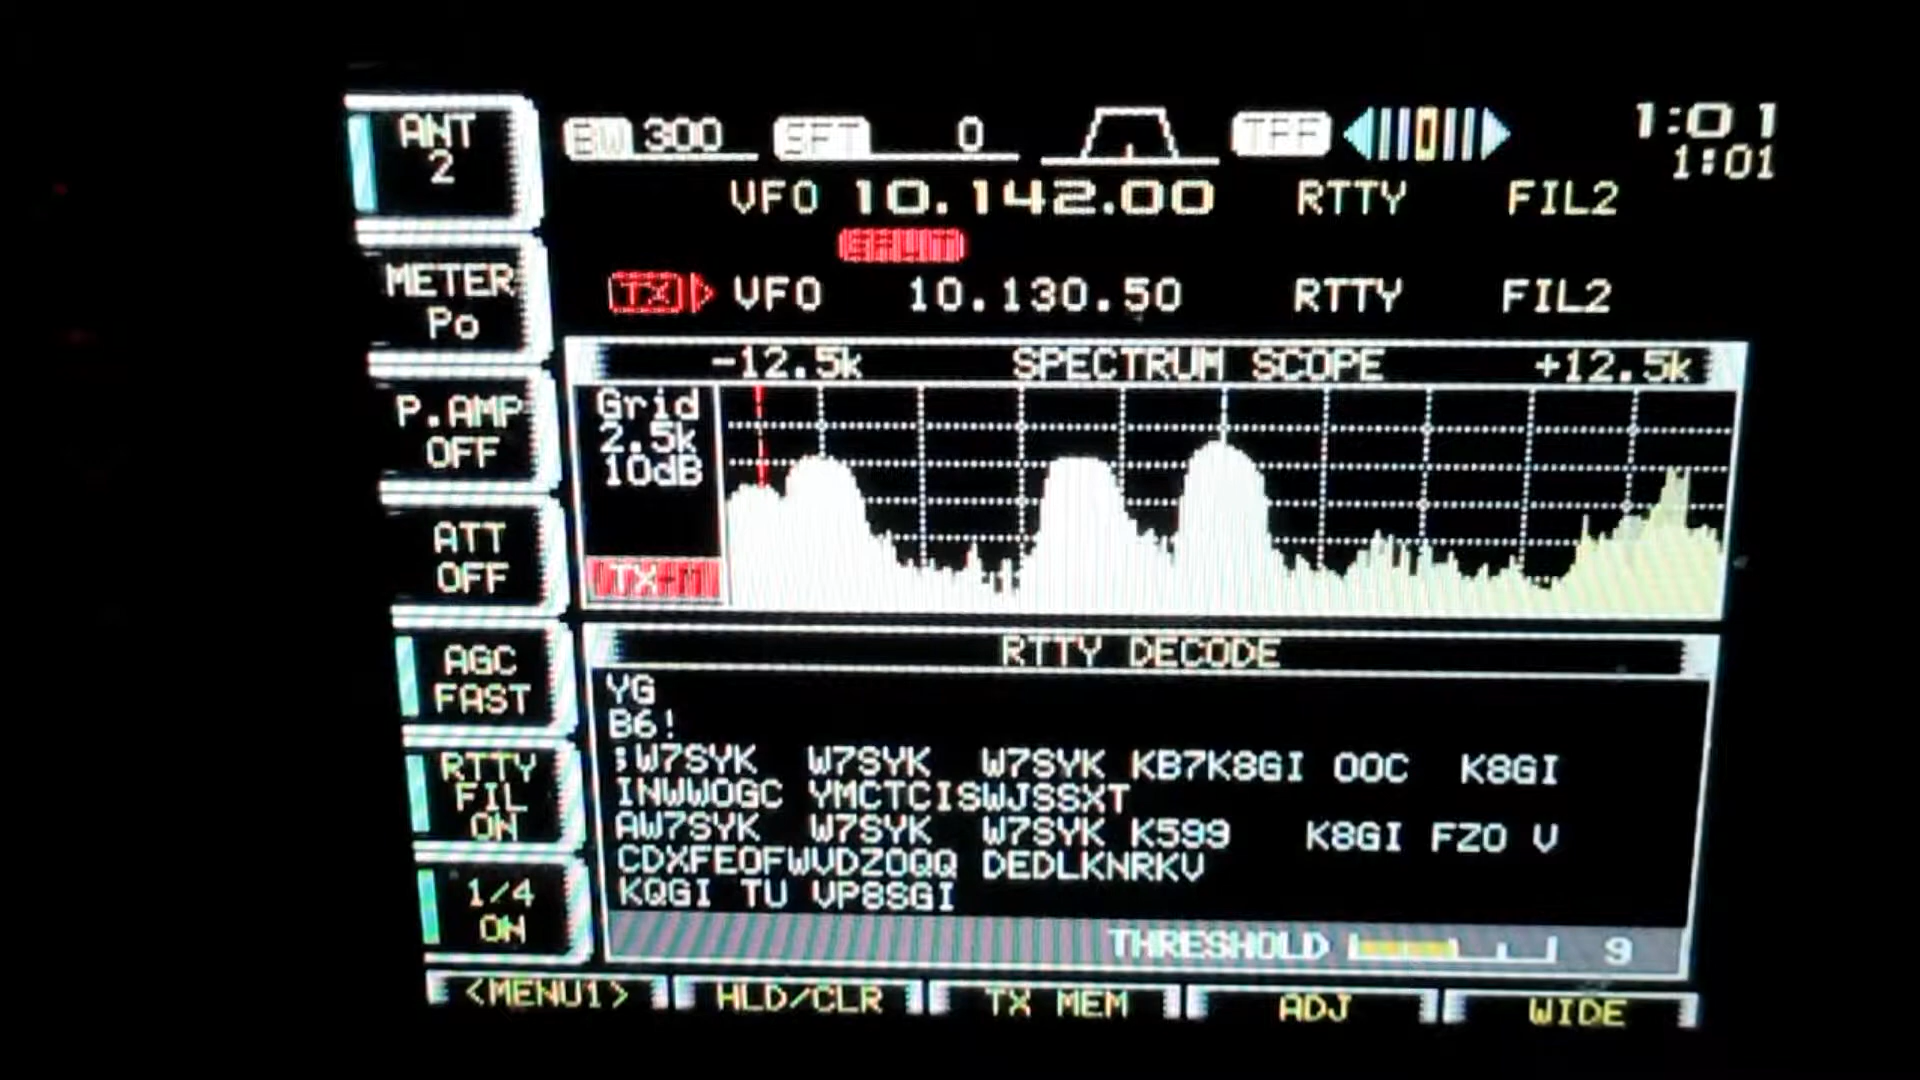 ANT
2
BW 300 SFT 0 TPF
1:01
1:01
VFO 10.142.00 RTTY FIL2
SPLIT
TX VFO 10.130.50 RTTY FIL2
METER
Po
P.AMP
OFF
ATT
OFF
AGC
FAST
RTTY
FIL
ON
1/4
ON
-12.5k SPECTRUM SCOPE +12.5k
Grid
2.5k
10dB
TX-M
RTTY DECODE
YG
B6!
;W7SYK W7SYK W7SYK KB7K8GI OOC K8GI
INWWOGC YMCTCISWJSSXT
AW7SYK W7SYK W7SYK K599 K8GI FZO V
CDXFEOFWVDZOQQ DEDLKNRKV
KQGI TU VP8SGI
THRESHOLD 9
<MENU1> HLD/CLR TX MEM ADJ WIDE